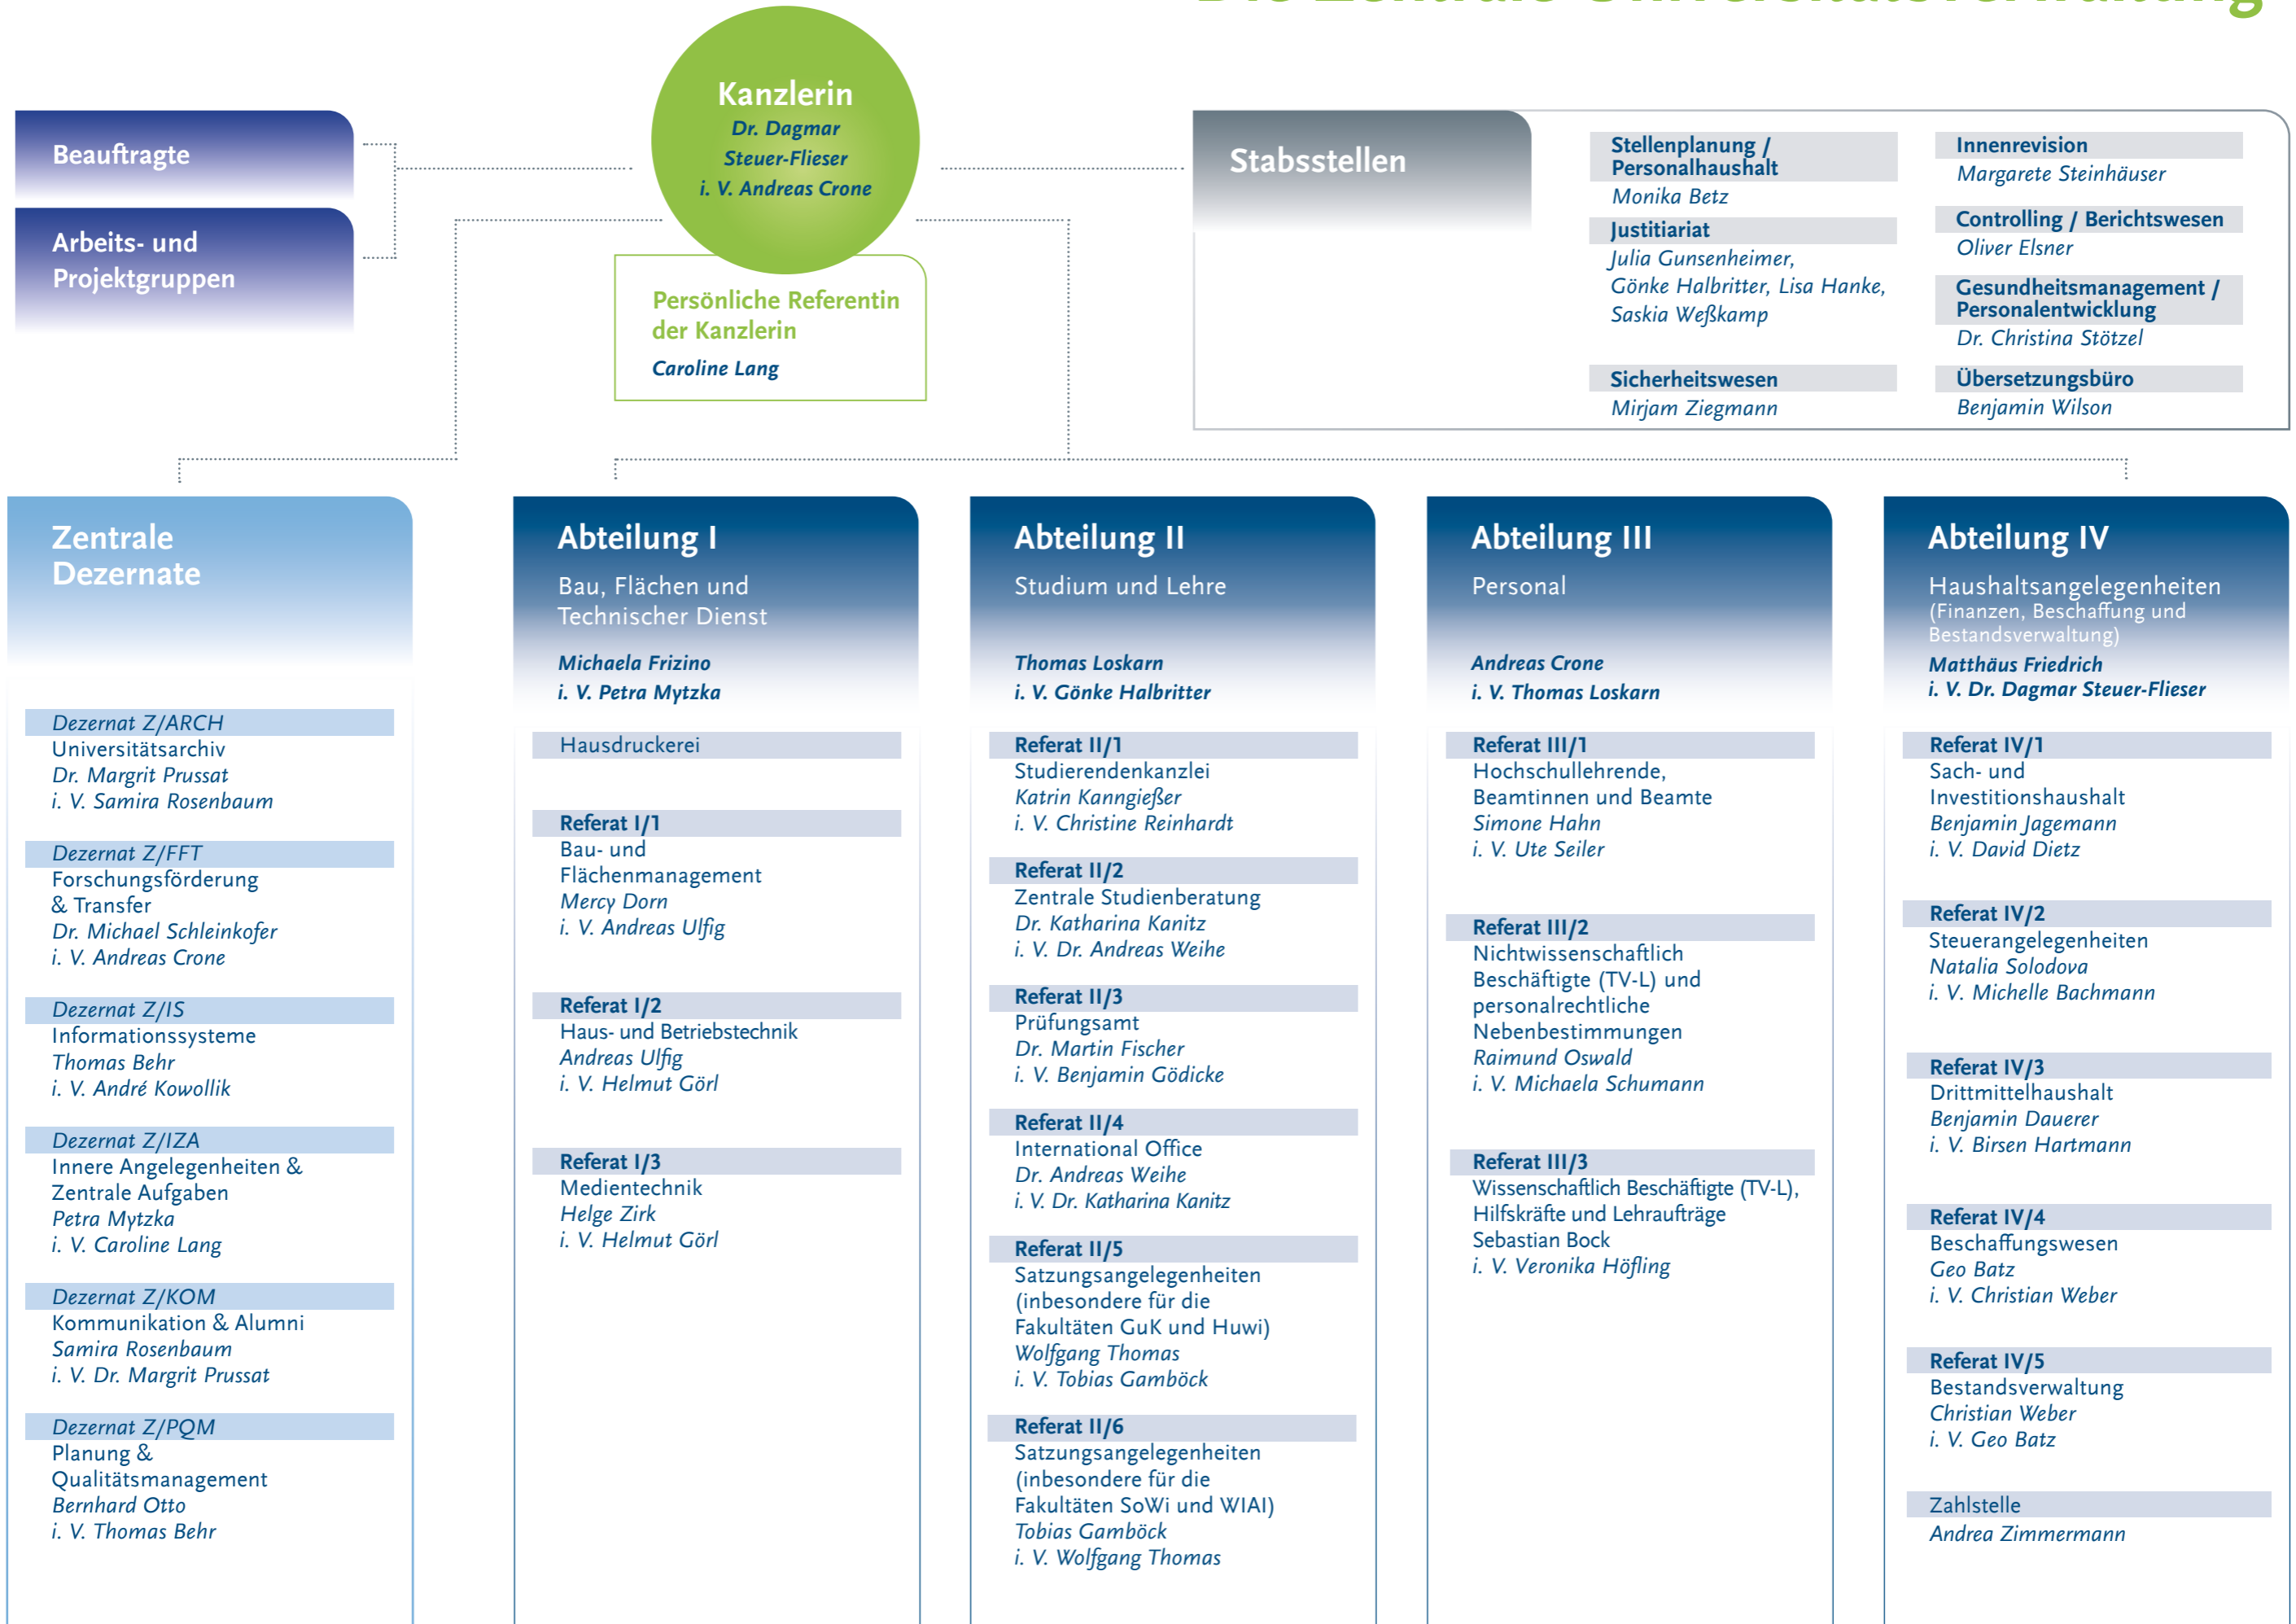 Die Zentrale Universitätsverwaltung
Kanzlerin
Dr. Dagmar
Steuer-Flieser
i. V. Andreas Crone
Beauftragte
Arbeits- und
Projektgruppen
Persönliche Referentin
der Kanzlerin
Caroline Lang
Stabsstellen
Stellenplanung /
Personalhaushalt
Monika Betz
Justitiariat
Julia Gunsenheimer,
Gönke Halbritter, Lisa Hanke,
Saskia Weßkamp
Sicherheitswesen
Mirjam Ziegmann
Innenrevision
Margarete Steinhäuser
Controlling / Berichtswesen
Oliver Elsner
Gesundheitsmanagement /
Personalentwicklung
Dr. Christina Stötzel
Übersetzungsbüro
Benjamin Wilson
Zentrale
Dezernate
Dezernat Z/ARCH
Universitätsarchiv
Dr. Margrit Prussat
i. V. Samira Rosenbaum
Dezernat Z/FFT
Forschungsförderung
& Transfer
Dr. Michael Schleinkofer
i. V. Andreas Crone
Dezernat Z/IS
Informationssysteme
Thomas Behr
i. V. André Kowollik
Dezernat Z/IZA
Innere Angelegenheiten &
Zentrale Aufgaben
Petra Mytzka
i. V. Caroline Lang
Dezernat Z/KOM
Kommunikation & Alumni
Samira Rosenbaum
i. V. Dr. Margrit Prussat
Dezernat Z/PQM
Planung &
Qualitätsmanagement
Bernhard Otto
i. V. Thomas Behr
Abteilung I
Bau, Flächen und
Technischer Dienst
Michaela Frizino
i. V. Petra Mytzka
Hausdruckerei
Referat I/1
Bau- und
Flächenmanagement
Mercy Dorn
i. V. Andreas Ulfig
Referat I/2
Haus- und Betriebstechnik
Andreas Ulfig
i. V. Helmut Görl
Referat I/3
Medientechnik
Helge Zirk
i. V. Helmut Görl
Abteilung II
Studium und Lehre
Thomas Loskarn
i. V. Gönke Halbritter
Referat II/1
Studierendenkanzlei
Katrin Kanngießer
i. V. Christine Reinhardt
Referat II/2
Zentrale Studienberatung
Dr. Katharina Kanitz
i. V. Dr. Andreas Weihe
Referat II/3
Prüfungsamt
Dr. Martin Fischer
i. V. Benjamin Gödicke
Referat II/4
International Office
Dr. Andreas Weihe
i. V. Dr. Katharina Kanitz
Referat II/5
Satzungsangelegenheiten
(inbesondere für die
Fakultäten GuK und Huwi)
Wolfgang Thomas
i. V. Tobias Gamböck
Referat II/6
Satzungsangelegenheiten
(inbesondere für die
Fakultäten SoWi und WIAI)
Tobias Gamböck
i. V. Wolfgang Thomas
Abteilung III
Personal
Andreas Crone
i. V. Thomas Loskarn
Referat III/1
Hochschullehrende,
Beamtinnen und Beamte
Simone Hahn
i. V. Ute Seiler
Referat III/2
Nichtwissenschaftlich
Beschäftigte (TV-L) und
personalrechtliche
Nebenbestimmungen
Raimund Oswald
i. V. Michaela Schumann
Referat III/3
Wissenschaftlich Beschäftigte (TV-L),
Hilfskräfte und Lehraufträge
Sebastian Bock
i. V. Veronika Höfling
Abteilung IV
Haushaltsangelegenheiten
(Finanzen, Beschaffung und
Bestandsverwaltung)
Matthäus Friedrich
i. V. Dr. Dagmar Steuer-Flieser
Referat IV/1
Sach- und
Investitionshaushalt
Benjamin Jagemann
i. V. David Dietz
Referat IV/2
Steuerangelegenheiten
Natalia Solodova
i. V. Michelle Bachmann
Referat IV/3
Drittmittelhaushalt
Benjamin Dauerer
i. V. Birsen Hartmann
Referat IV/4
Beschaffungswesen
Geo Batz
i. V. Christian Weber
Referat IV/5
Bestandsverwaltung
Christian Weber
i. V. Geo Batz
Zahlstelle
Andrea Zimmermann